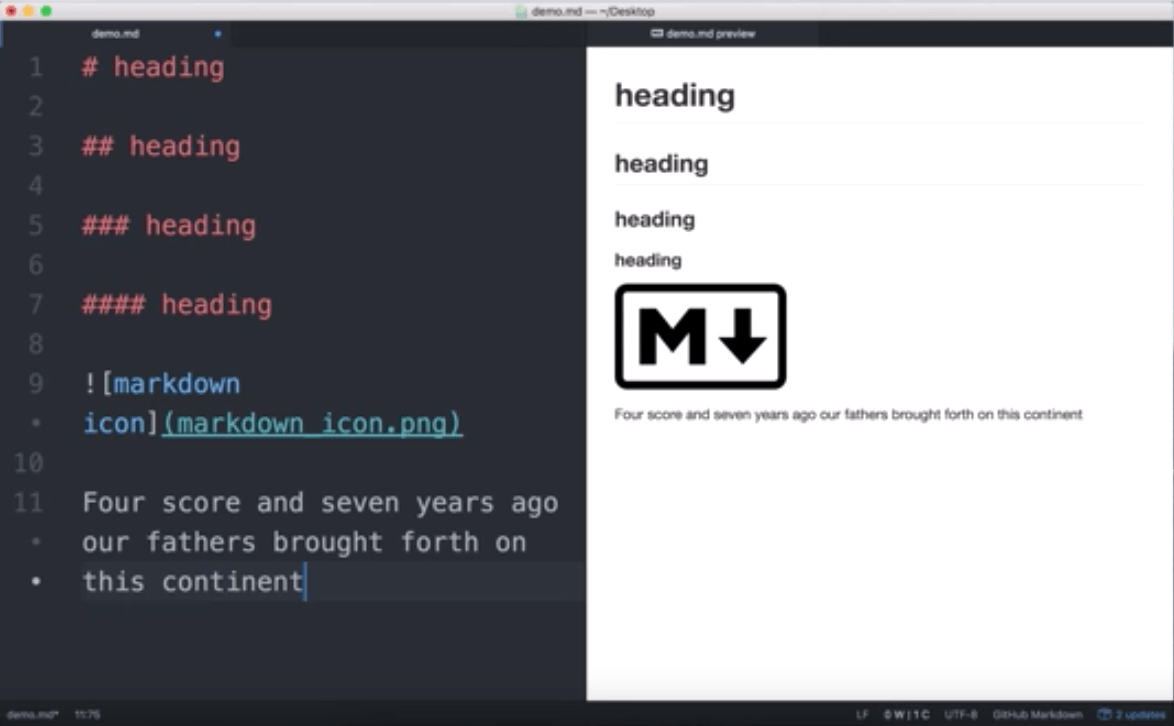 demo.md — ~/Desktop
demo.md
demo.md preview
1 # heading
2
3 ## heading
4
5 ### heading
6
7 #### heading
8
9 ![markdown
icon](markdown_icon.png)
10
11 Four score and seven years ago
our fathers brought forth on
this continent
heading
heading
heading
heading
M
Four score and seven years ago our fathers brought forth on this continent
demo.md* 11:75
LF 0 W | 1 C UTF-8 GitHub Markdown 2 updates